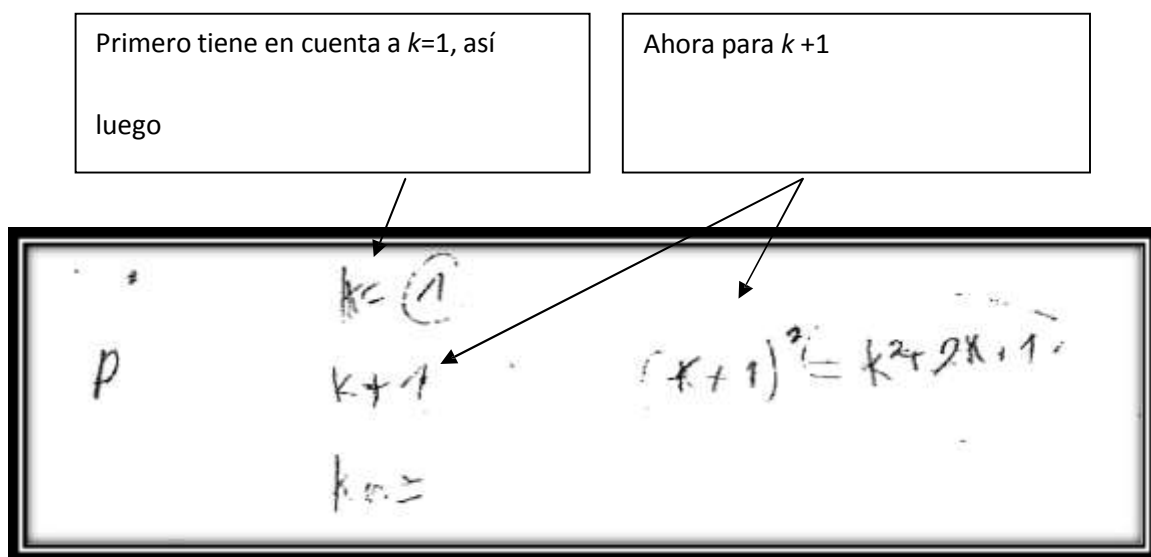 Primero tiene en cuenta a k=1, así
luego
Ahora para k +1
k= 1
p
k+1
(k+1)² = k²+2k+1